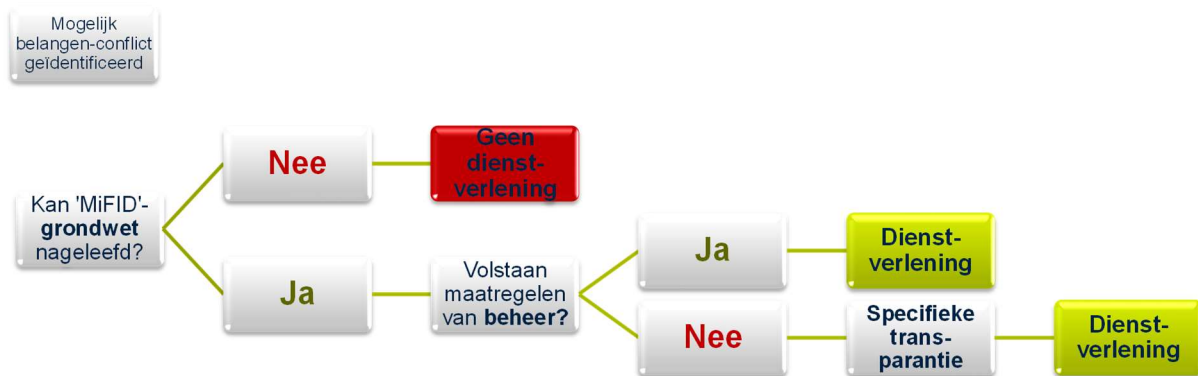 Mogelijk
belangen-conflict
geïdentificeerd
Kan 'MiFID'-
grondwet
nageleefd?
Nee
Geen
dienst-
verlening
Ja
Volstaan
maatregelen
van beheer?
Ja
Dienst-
verlening
Nee
Specifieke
trans-
parantie
Dienst-
verlening